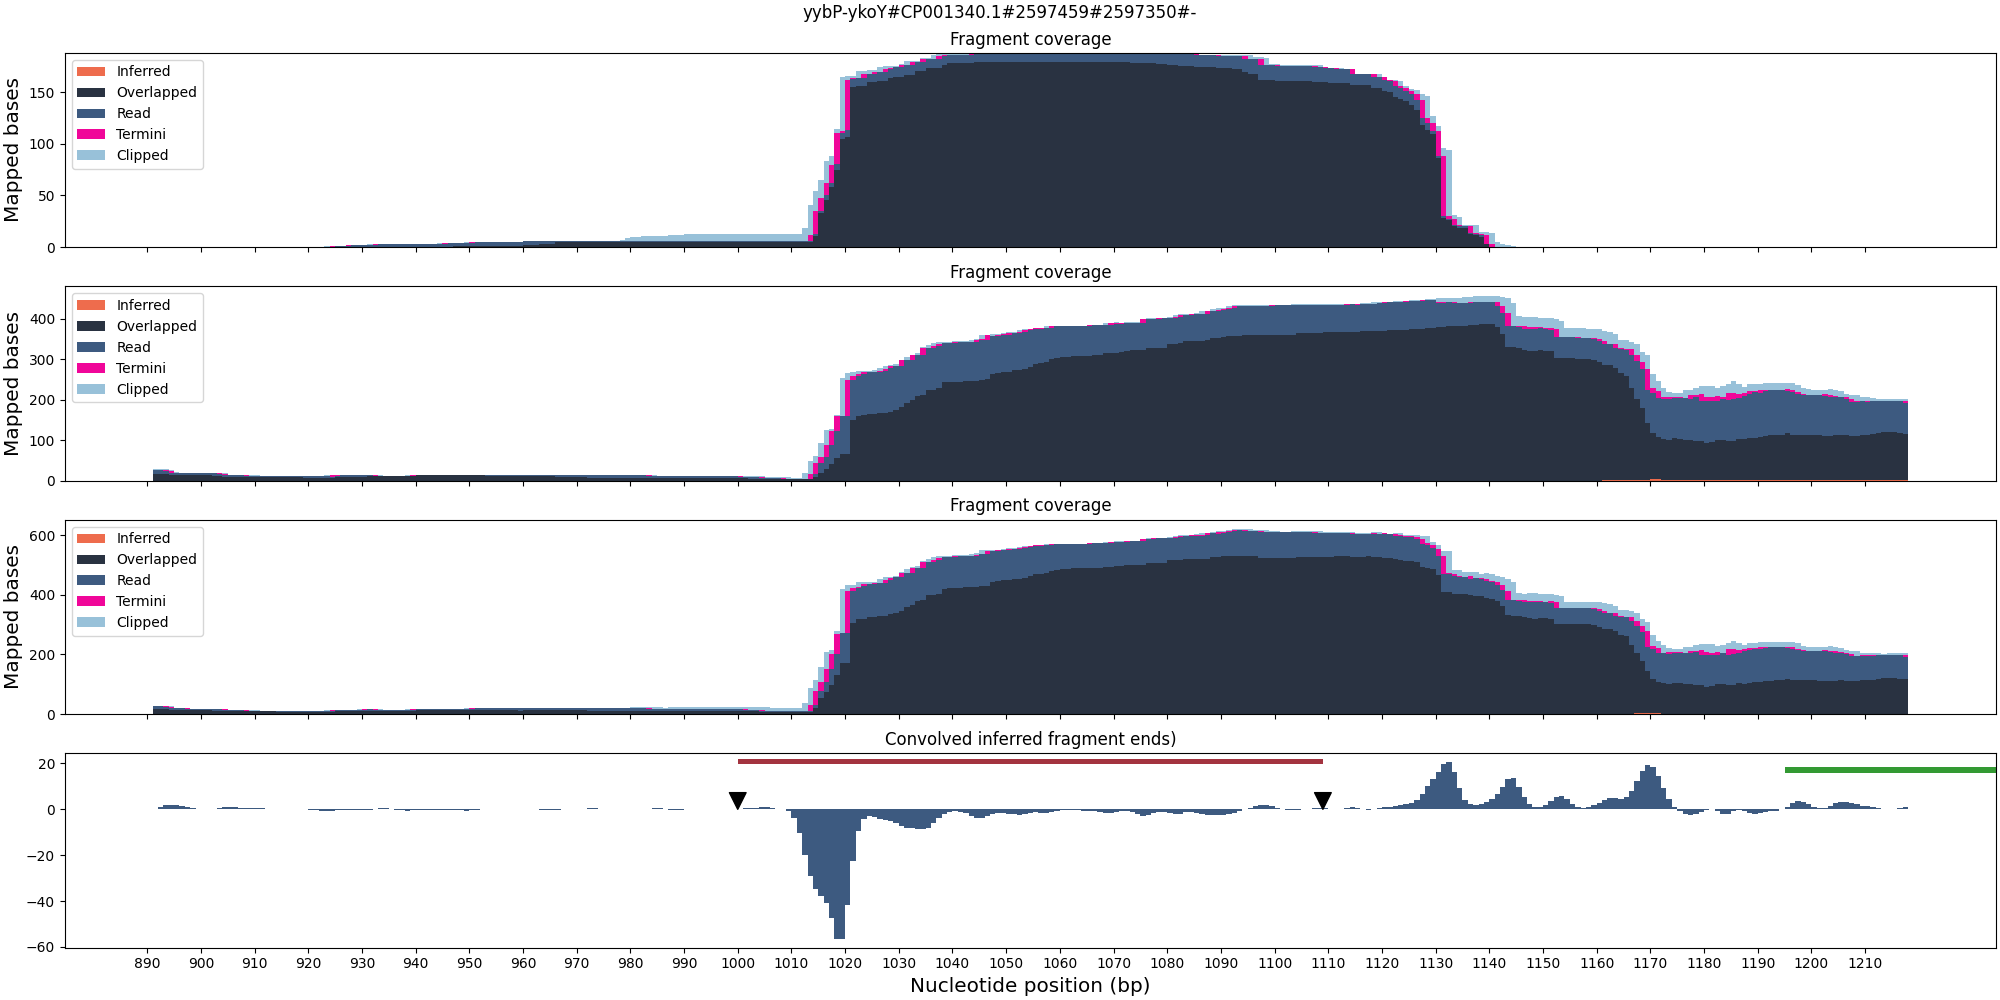 yybP-ykoY#CP001340.1#2597459#2597350#-
Fragment coverage
Mapped bases
150
100
50
0
Inferred
Overlapped
Read
Termini
Clipped
Fragment coverage
Mapped bases
400
300
200
100
0
Inferred
Overlapped
Read
Termini
Clipped
Fragment coverage
Mapped bases
600
400
200
0
Inferred
Overlapped
Read
Termini
Clipped
Convolved inferred fragment ends)
20
0
−20
−40
−60
890 900 910 920 930 940 950 960 970 980 990 1000 1010 1020 1030 1040 1050 1060 1070 1080 1090 1100 1110 1120 1130 1140 1150 1160 1170 1180 1190 1200 1210
Nucleotide position (bp)